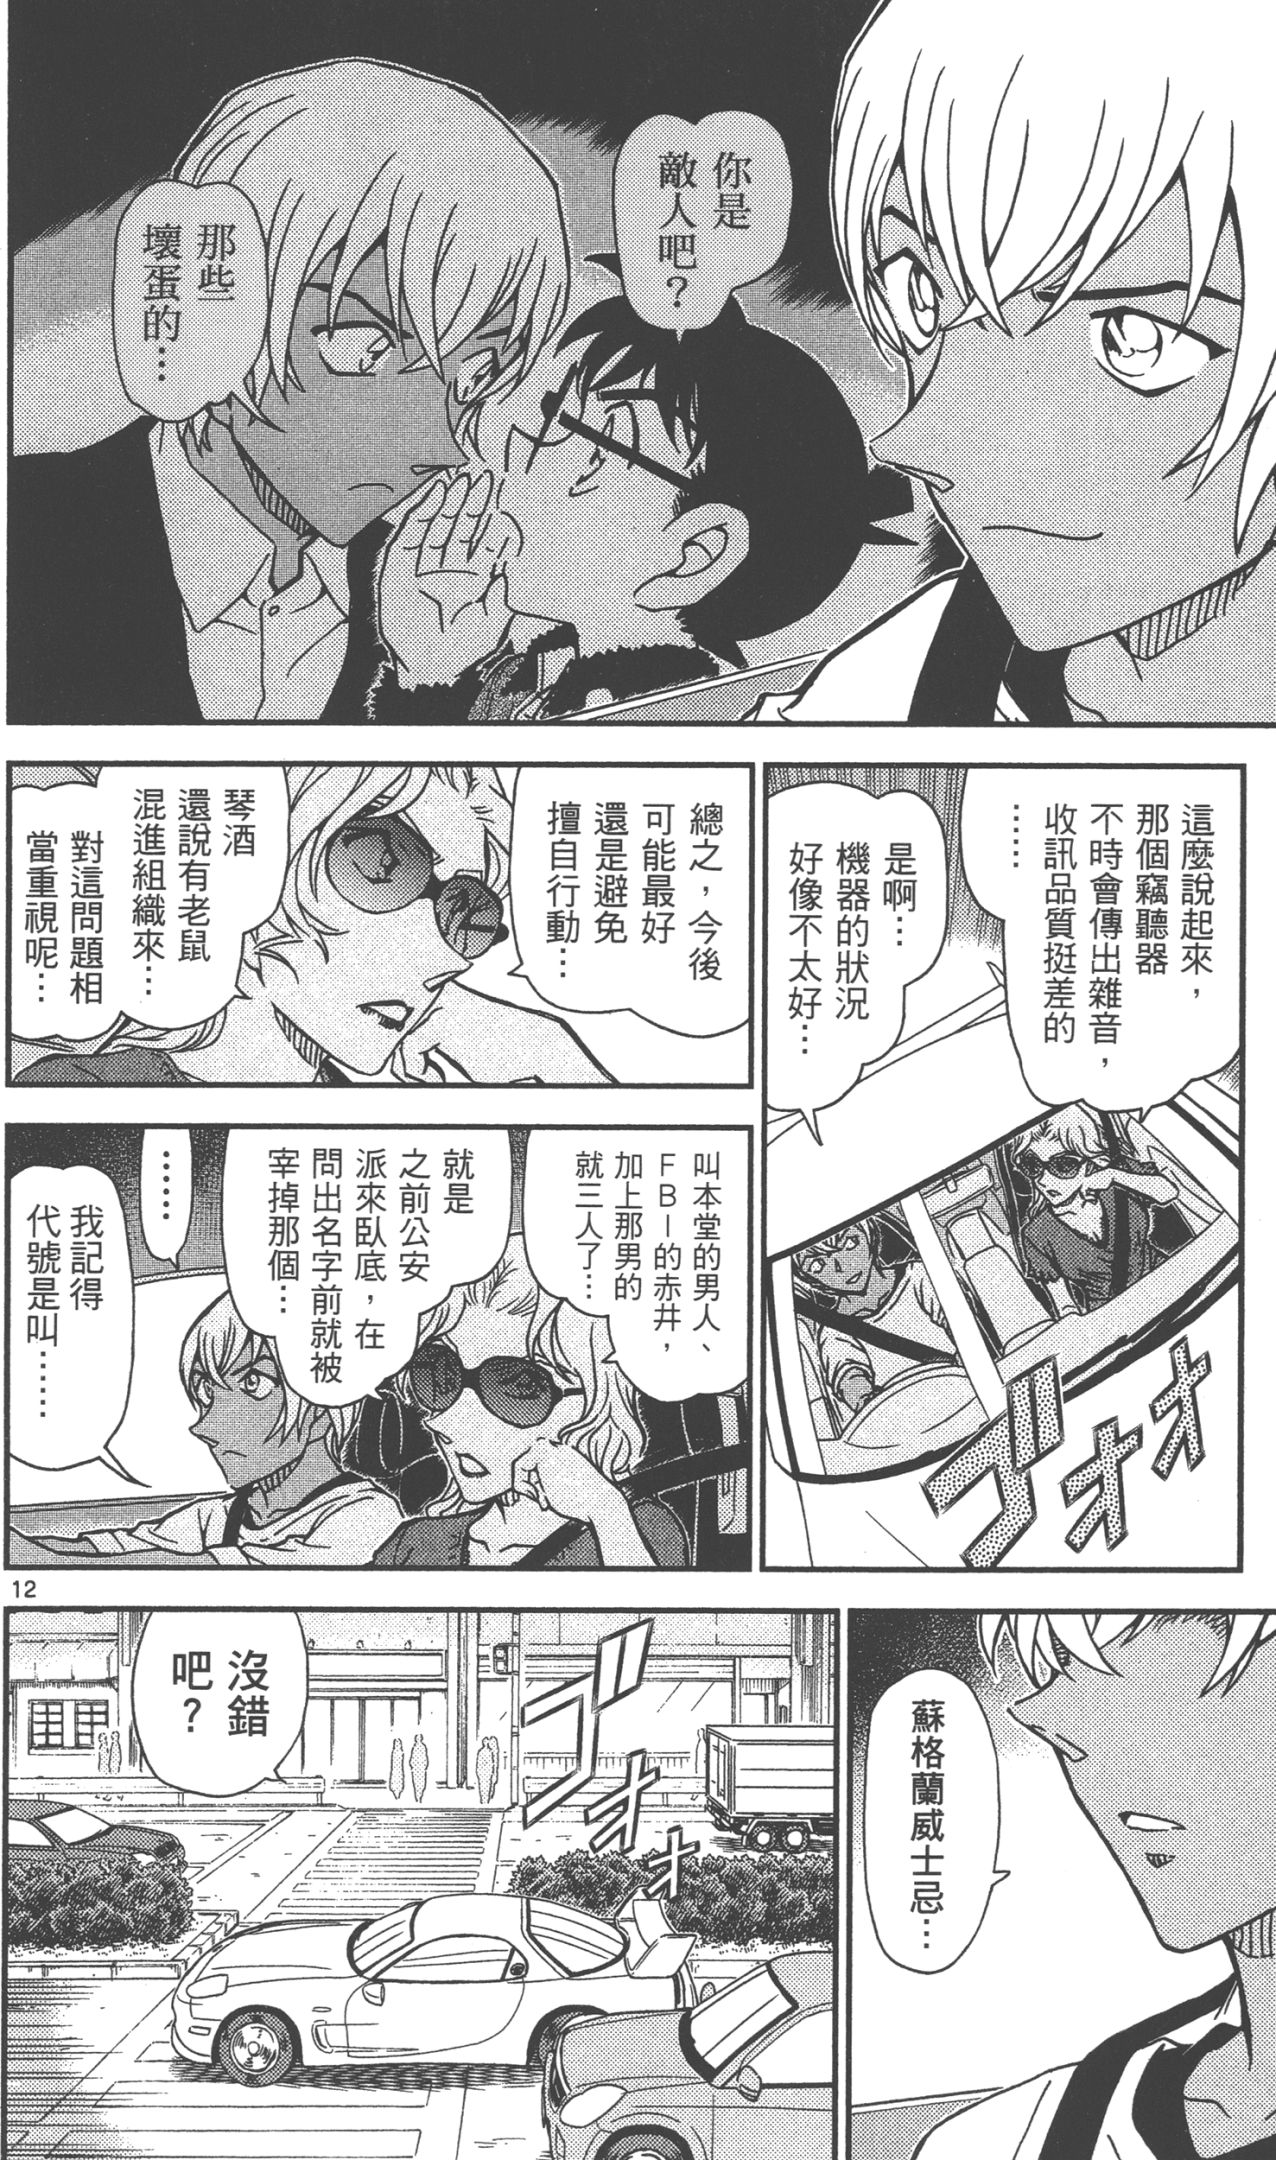 你是
敵人吧？
那些
壞蛋的…
這麼說起來，
那個竊聽器
不時會傳出雜音，
收訊品質挺差的
……
是啊…
機器的狀況
好像不太好…
總之，今後
可能最好
還是避免
擅自行動…
琴酒
還說有老鼠
混進組織來…
對這問題相
當重視呢…
ブォォ
叫本堂的男人、
FBI的赤井，
加上那男的
就三人了…
就是
之前公安
派來臥底，在
問出名字前就被
宰掉那個…
……
我記得
代號是叫……
12
蘇格蘭威士忌…
沒錯
吧？
ブォォ